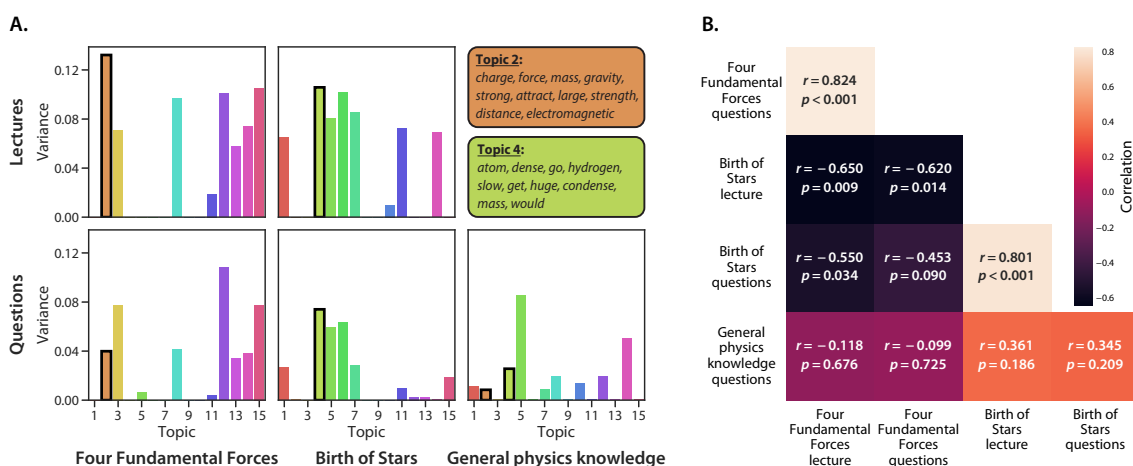 A.
Lectures
Variance
0.12
0.08
0.04
0.00
Topic 2:
charge, force, mass, gravity,
strong, attract, large, strength,
distance, electromagnetic
Topic 4:
atom, dense, go, hydrogen,
slow, get, huge, condense,
mass, would
Questions
Variance
0.12
0.08
0.04
0.00
1 3 5 7 9 11 13 15
Topic
Four Fundamental Forces
1 3 5 7 9 11 13 15
Topic
Birth of Stars
1 3 5 7 9 11 13 15
Topic
General physics knowledge
B.
Four
Fundamental
Forces
questions
r = 0.824
p < 0.001
Birth of
Stars
lecture
r = − 0.650
p = 0.009
r = − 0.620
p = 0.014
Birth of
Stars
questions
r = − 0.550
p = 0.034
r = − 0.453
p = 0.090
r = 0.801
p < 0.001
General
physics
knowledge
questions
r = − 0.118
p = 0.676
r = − 0.099
p = 0.725
r = 0.361
p = 0.186
r = 0.345
p = 0.209
Four
Fundamental
Forces
lecture
Four
Fundamental
Forces
questions
Birth of
Stars
lecture
Birth of
Stars
questions
0.8
0.6
0.4
0.2
0.0
−0.2
−0.4
−0.6
Correlation